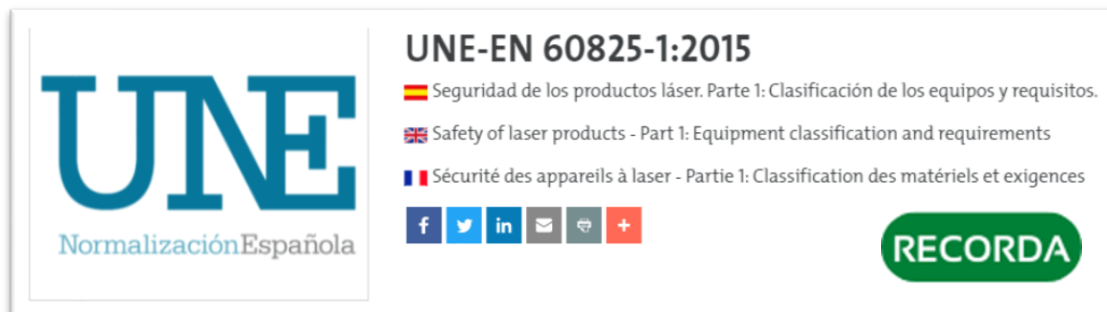 UNE
NormalizaciónEspañola
UNE-EN 60825-1:2015
Seguridad de los productos láser. Parte 1: Clasificación de los equipos y requisitos.
Safety of laser products - Part 1: Equipment classification and requirements
Sécurité des appareils à laser - Partie 1: Classification des matériels et exigences
f
in
RECORDA